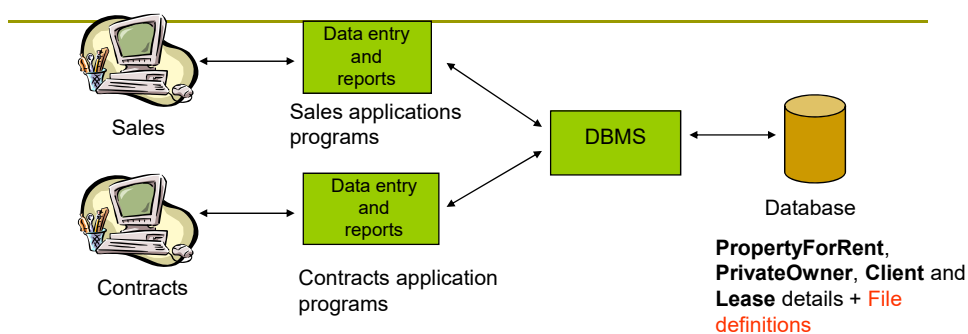 Data entry
and
reports
Sales
Sales applications
programs
DBMS
Data entry
and
reports
Contracts
Contracts application
programs
Database
PropertyForRent,
PrivateOwner, Client and
Lease details + File
definitions